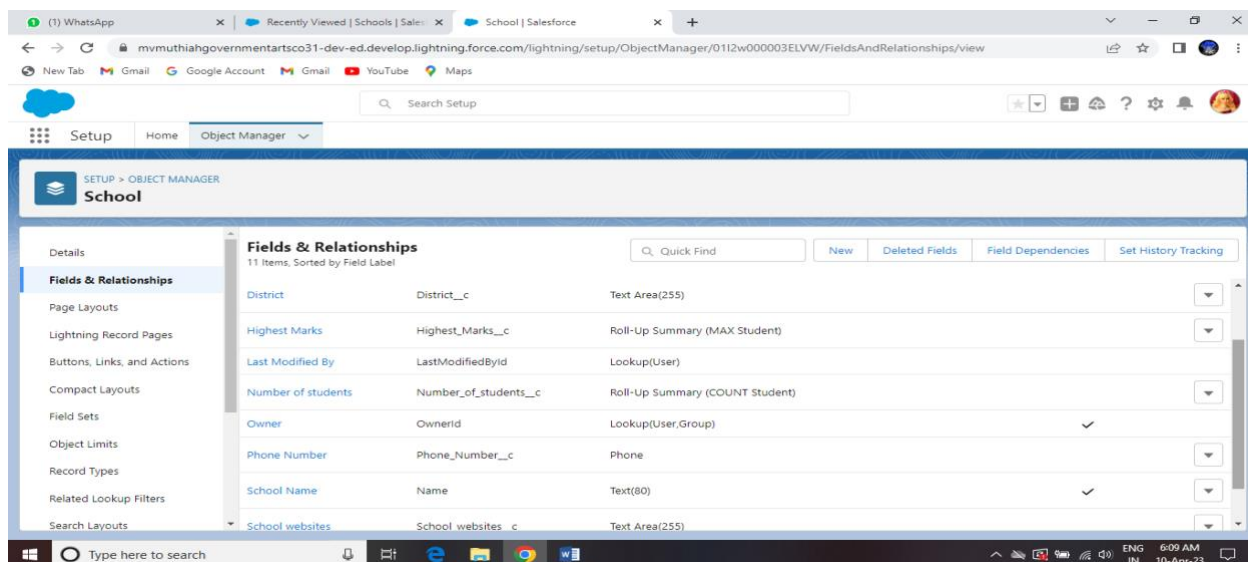 (1) WhatsApp
Recently Viewed | Schools | Sales
School | Salesforce
mvmuthiahgovernmentartsco31-dev-ed.develop.lightning.force.com/lightning/setup/ObjectManager/01I2w000003ELVW/FieldsAndRelationships/view
New Tab Gmail Google Account Gmail YouTube Maps
Search Setup
Setup Home Object Manager
SETUP > OBJECT MANAGER
School
Details
Fields & Relationships
Page Layouts
Lightning Record Pages
Buttons, Links, and Actions
Compact Layouts
Field Sets
Object Limits
Record Types
Related Lookup Filters
Search Layouts
Fields & Relationships
11 Items, Sorted by Field Label
Quick Find New Deleted Fields Field Dependencies Set History Tracking
District District__c Text Area(255)
Highest Marks Highest_Marks__c Roll-Up Summary (MAX Student)
Last Modified By LastModifiedById Lookup(User)
Number of students Number_of_students__c Roll-Up Summary (COUNT Student)
Owner OwnerId Lookup(User,Group)
Phone Number Phone_Number__c Phone
School Name Name Text(80)
School websites School_websites__c Text Area(255)
Type here to search
ENG 6:09 AM
IN 10-Apr-23